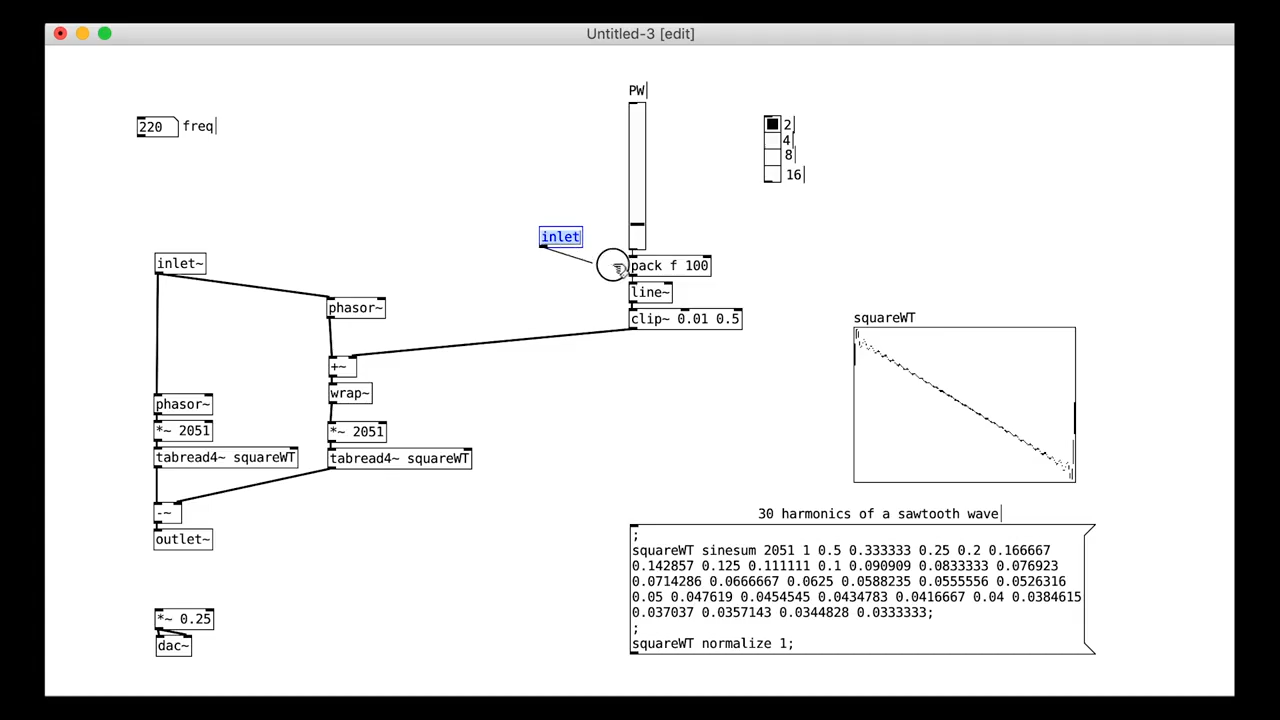 Untitled-3 [edit]
PW
220 freq
2
4
8
16
inlet
inlet~
pack f 100
line~
phasor~
clip~ 0.01 0.5
squareWT
+~
wrap~
phasor~
*~ 2051
*~ 2051
tabread4~ squareWT
tabread4~ squareWT
-~
outlet~
30 harmonics of a sawtooth wave
;
squareWT sinesum 2051 1 0.5 0.333333 0.25 0.2 0.166667
0.142857 0.125 0.111111 0.1 0.090909 0.0833333 0.076923
0.0714286 0.0666667 0.0625 0.0588235 0.0555556 0.0526316
0.05 0.047619 0.0454545 0.0434783 0.0416667 0.04 0.0384615
0.037037 0.0357143 0.0344828 0.0333333;
;
squareWT normalize 1;
*~ 0.25
dac~